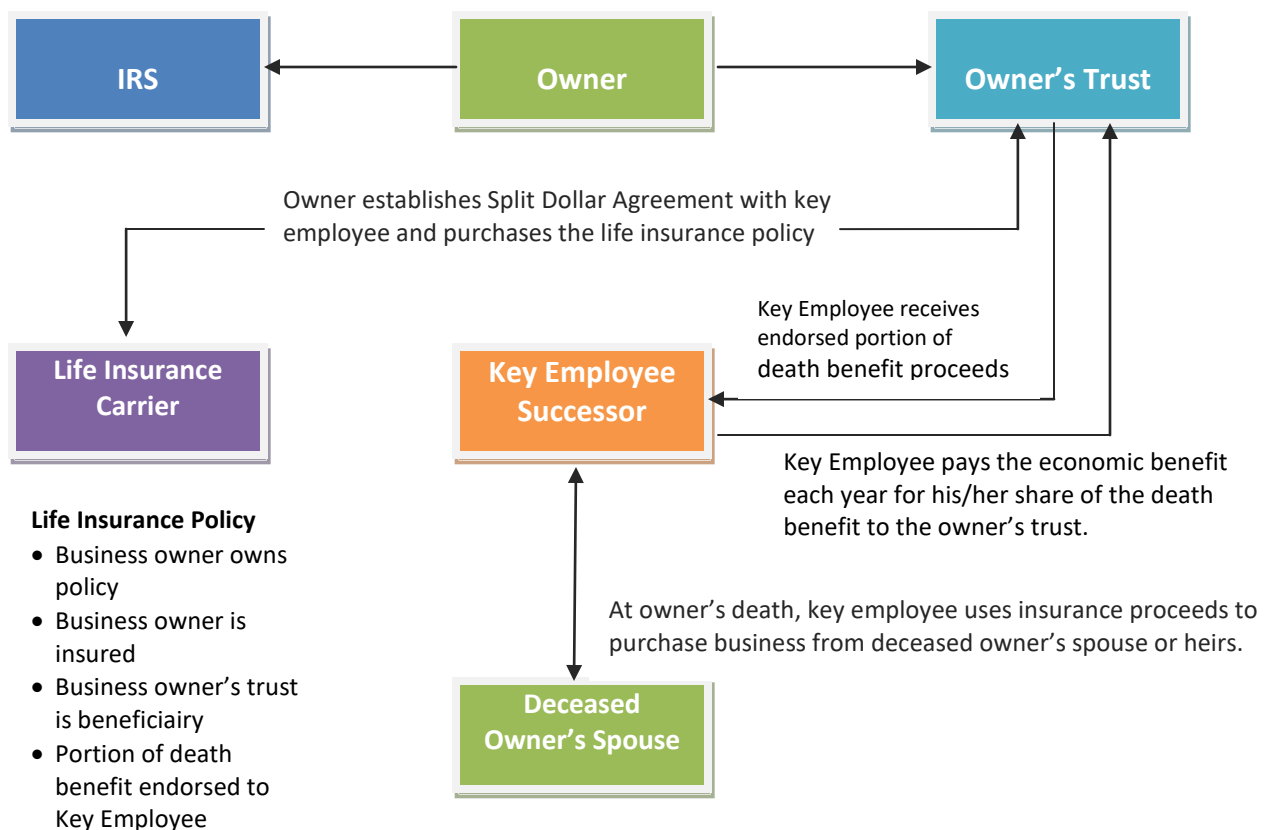 IRS
Owner
Owner’s Trust
Owner establishes Split Dollar Agreement with key
employee and purchases the life insurance policy
Key Employee receives
endorsed portion of
death benefit proceeds
Life Insurance
Carrier
Key Employee
Successor
Key Employee pays the economic benefit
each year for his/her share of the death
benefit to the owner’s trust.
Life Insurance Policy
• Business owner owns
policy
• Business owner is
insured
• Business owner’s trust
is beneficiairy
• Portion of death
benefit endorsed to
Key Employee
At owner’s death, key employee uses insurance proceeds to
purchase business from deceased owner’s spouse or heirs.
Deceased
Owner’s Spouse